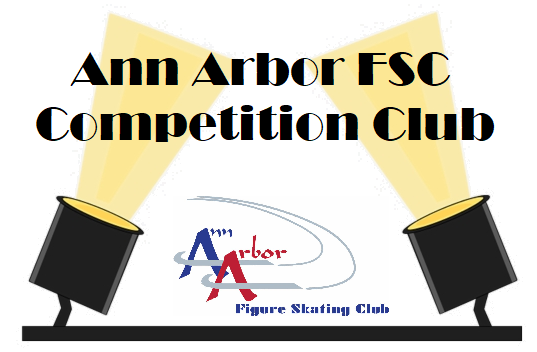 Ann Arbor FSC
Competition Club
Ann
Arbor
Figure Skating Club